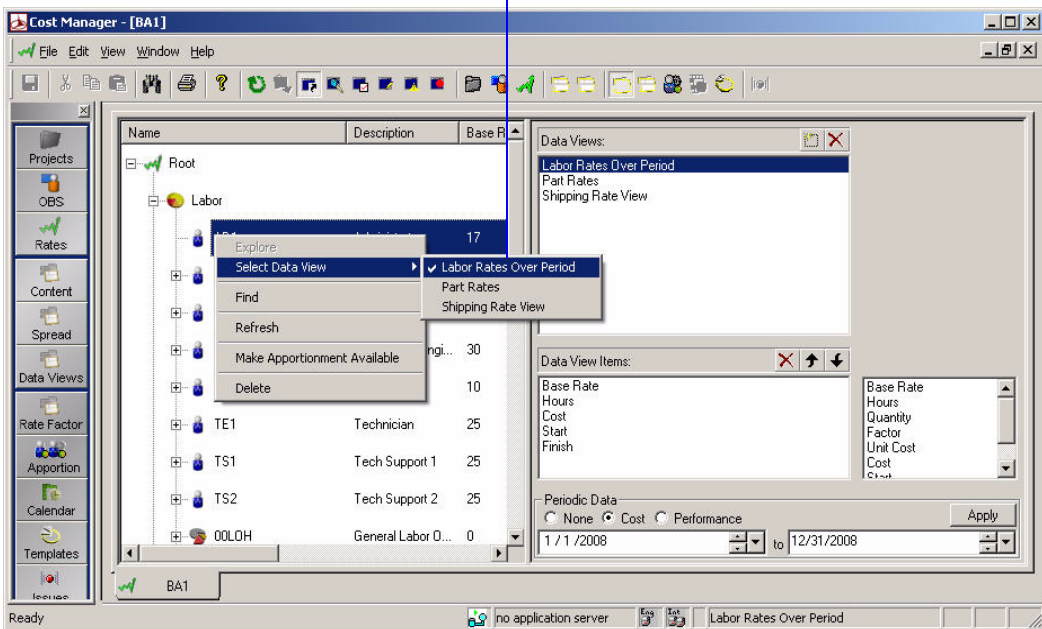 Cost Manager - [BA1]
File Edit View Window Help
Projects
OBS
Rates
Content
Spread
Data Views
Rate Factor
Apportion
Calendar
Templates
Name Description Base R
Root
Labor
17
Explore
Select Data View
Find
Refresh
Make Apportionment Available
Delete
Labor Rates Over Period
Part Rates
Shipping Rate View
ngi... 30
10
TE1 Technician 25
TS1 Tech Support 1 25
TS2 Tech Support 2 25
00LOH General Labor O... 0
BA1
Data Views:
Labor Rates Over Period
Part Rates
Shipping Rate View
Data View Items:
Base Rate
Hours
Cost
Start
Finish
Base Rate
Hours
Quantity
Factor
Unit Cost
Cost
Start
Periodic Data
None Cost Performance
Apply
1 / 1 /2008 to 12/31/2008
Ready
no application server
Eng
Int
Labor Rates Over Period